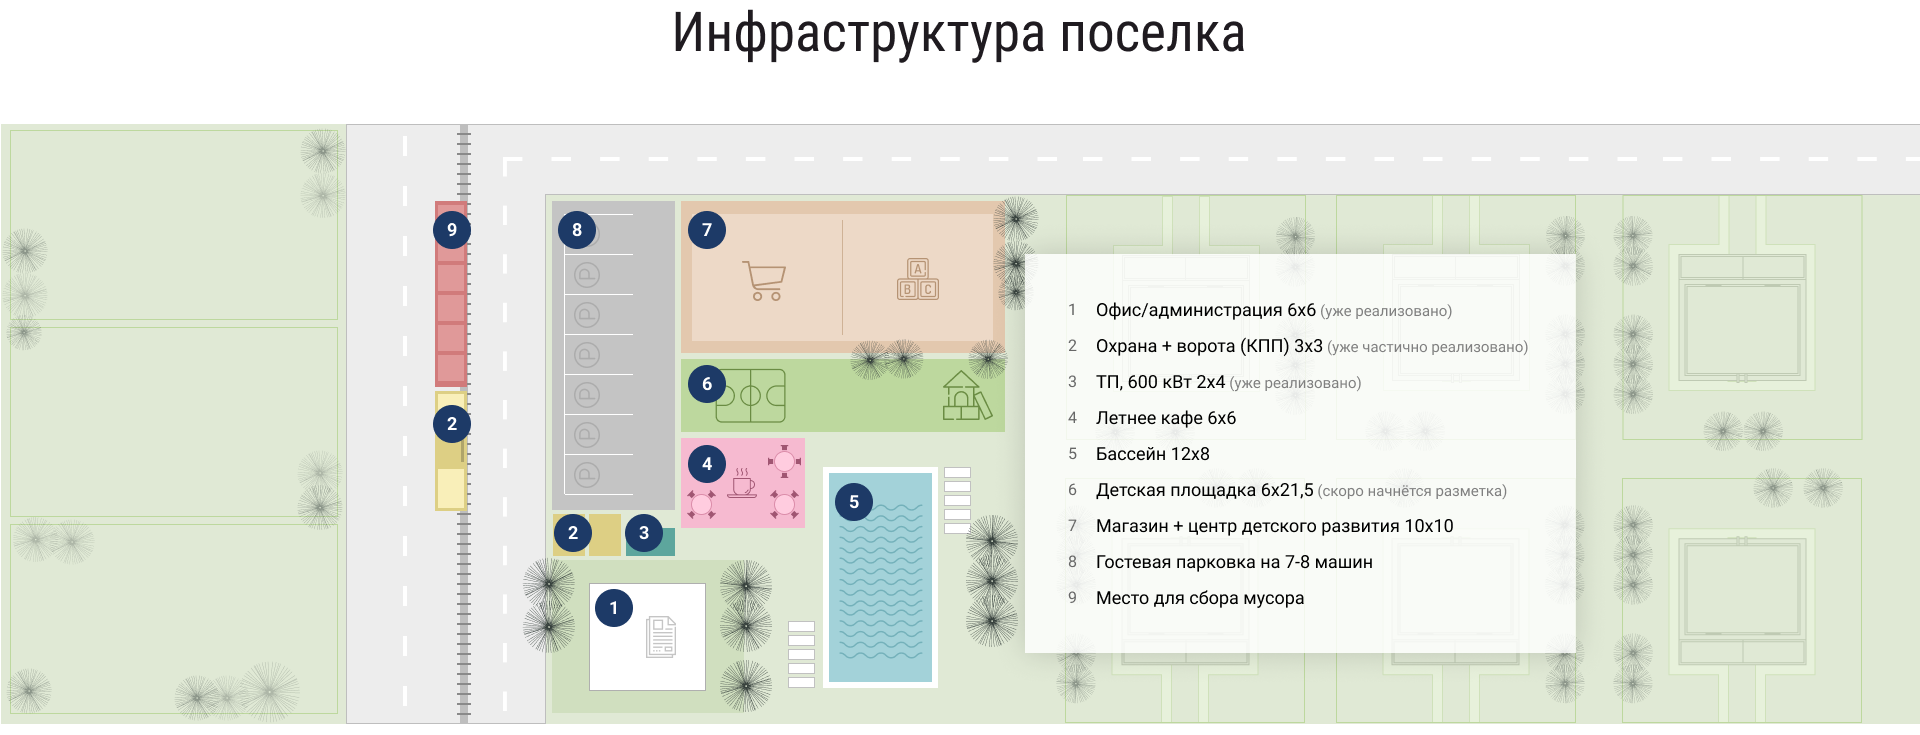 Инфраструктура поселка
9
8
7
A
B C
P
P
P
P
P
P
2
6
4
5
2
3
1
1 Офис/администрация 6х6 (уже реализовано)
2 Охрана + ворота (КПП) 3х3 (уже частично реализовано)
3 ТП, 600 кВт 2х4 (уже реализовано)
4 Летнее кафе 6х6
5 Бассейн 12х8
6 Детская площадка 6х21,5 (скоро начнётся разметка)
7 Магазин + центр детского развития 10х10
8 Гостевая парковка на 7-8 машин
9 Место для сбора мусора